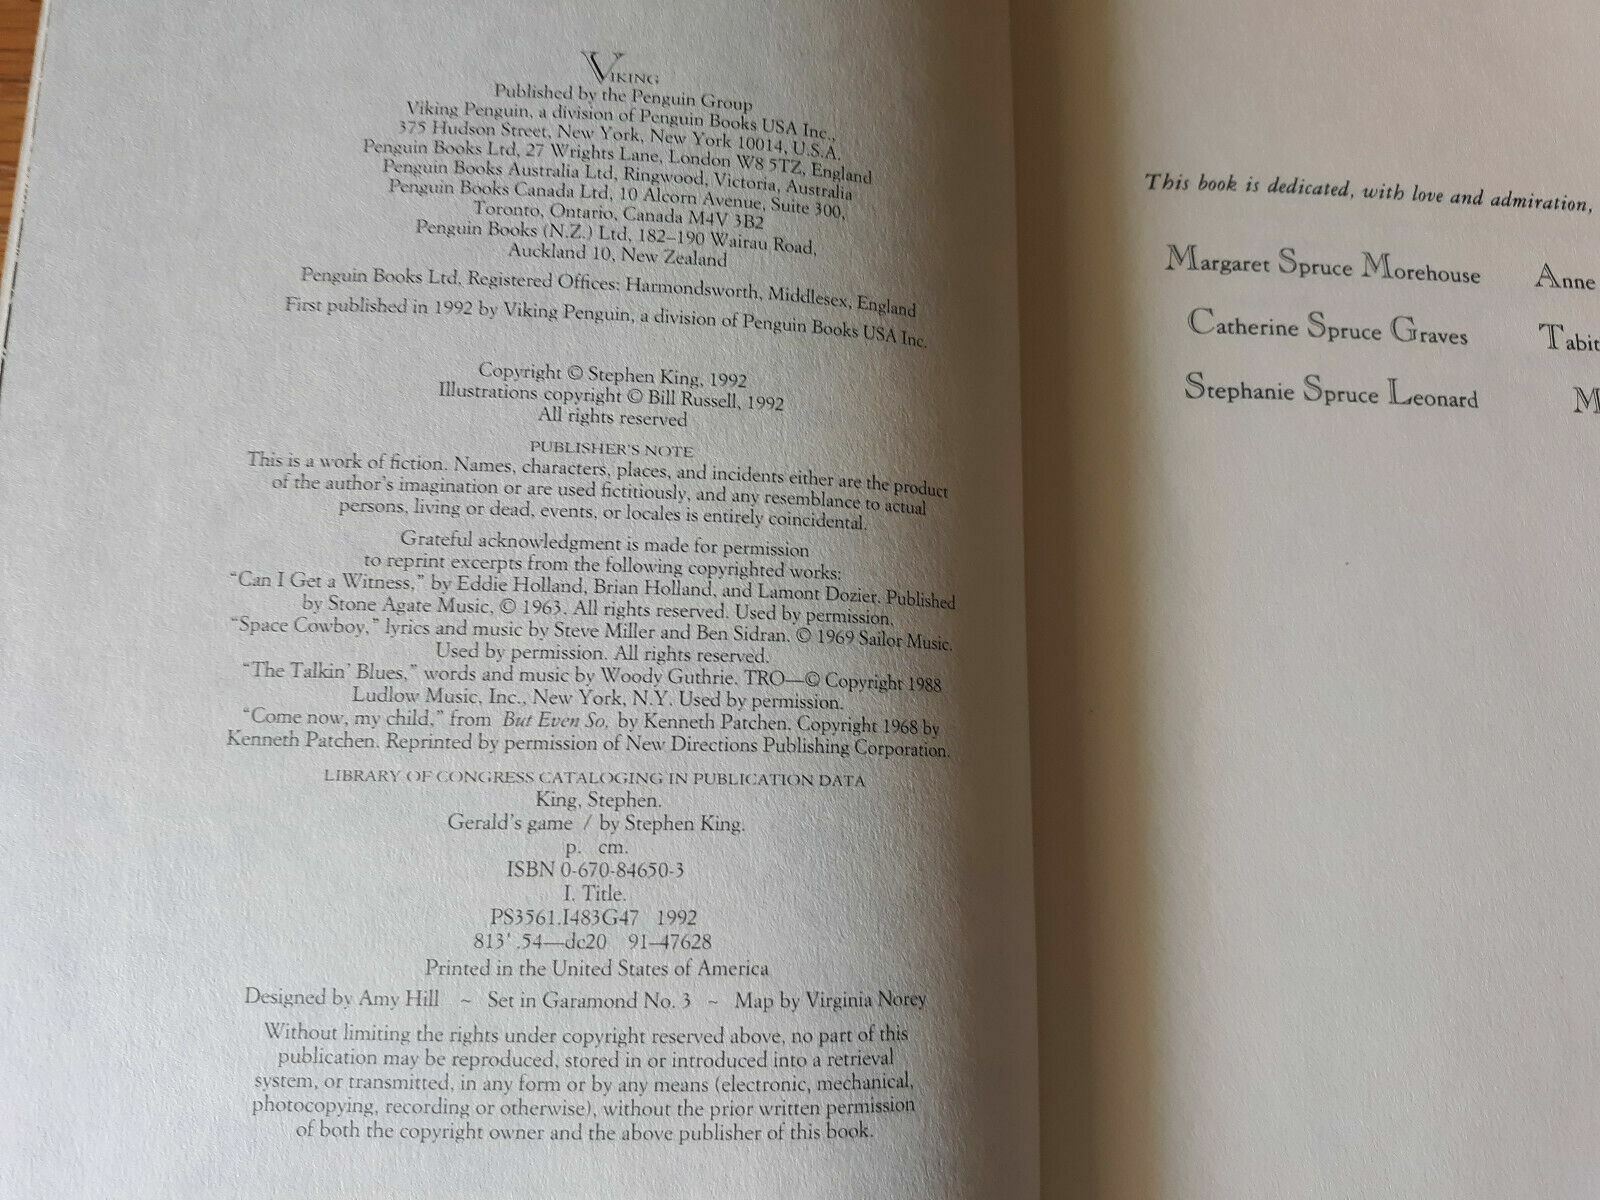 VIKING
Published by the Penguin Group
Viking Penguin, a division of Penguin Books USA Inc.,
375 Hudson Street, New York, New York 10014, U.S.A.
Penguin Books Ltd, 27 Wrights Lane, London W8 5TZ, England
Penguin Books Australia Ltd, Ringwood, Victoria, Australia
Penguin Books Canada Ltd, 10 Alcorn Avenue, Suite 300,
Toronto, Ontario, Canada M4V 3B2
Penguin Books (N.Z.) Ltd, 182–190 Wairau Road,
Auckland 10, New Zealand
Penguin Books Ltd, Registered Offices: Harmondsworth, Middlesex, England
First published in 1992 by Viking Penguin, a division of Penguin Books USA Inc.
Copyright © Stephen King, 1992
Illustrations copyright © Bill Russell, 1992
All rights reserved
PUBLISHER'S NOTE
This is a work of fiction. Names, characters, places, and incidents either are the product
of the author's imagination or are used fictitiously, and any resemblance to actual
persons, living or dead, events, or locales is entirely coincidental.
Grateful acknowledgment is made for permission
to reprint excerpts from the following copyrighted works:
"Can I Get a Witness," by Eddie Holland, Brian Holland, and Lamont Dozier. Published
by Stone Agate Music, © 1963. All rights reserved. Used by permission.
"Space Cowboy," lyrics and music by Steve Miller and Ben Sidran. © 1969 Sailor Music.
Used by permission. All rights reserved.
"The Talkin' Blues," words and music by Woody Guthrie. TRO—© Copyright 1988
Ludlow Music, Inc., New York, N.Y. Used by permission.
"Come now, my child," from But Even So, by Kenneth Patchen. Copyright 1968 by
Kenneth Patchen. Reprinted by permission of New Directions Publishing Corporation.
LIBRARY OF CONGRESS CATALOGING IN PUBLICATION DATA
King, Stephen.
Gerald's game / by Stephen King.
p. cm.
ISBN 0-670-84650-3
I. Title.
PS3561.I483G47 1992
813'.54—dc20 91–47628
Printed in the United States of America
Designed by Amy Hill ~ Set in Garamond No. 3 ~ Map by Virginia Norey
Without limiting the rights under copyright reserved above, no part of this
publication may be reproduced, stored in or introduced into a retrieval
system, or transmitted, in any form or by any means (electronic, mechanical,
photocopying, recording or otherwise), without the prior written permission
of both the copyright owner and the above publisher of this book.
This book is dedicated, with love and admiration,
Margaret Spruce Morehouse Anne
Catherine Spruce Graves Tabit
Stephanie Spruce Leonard M